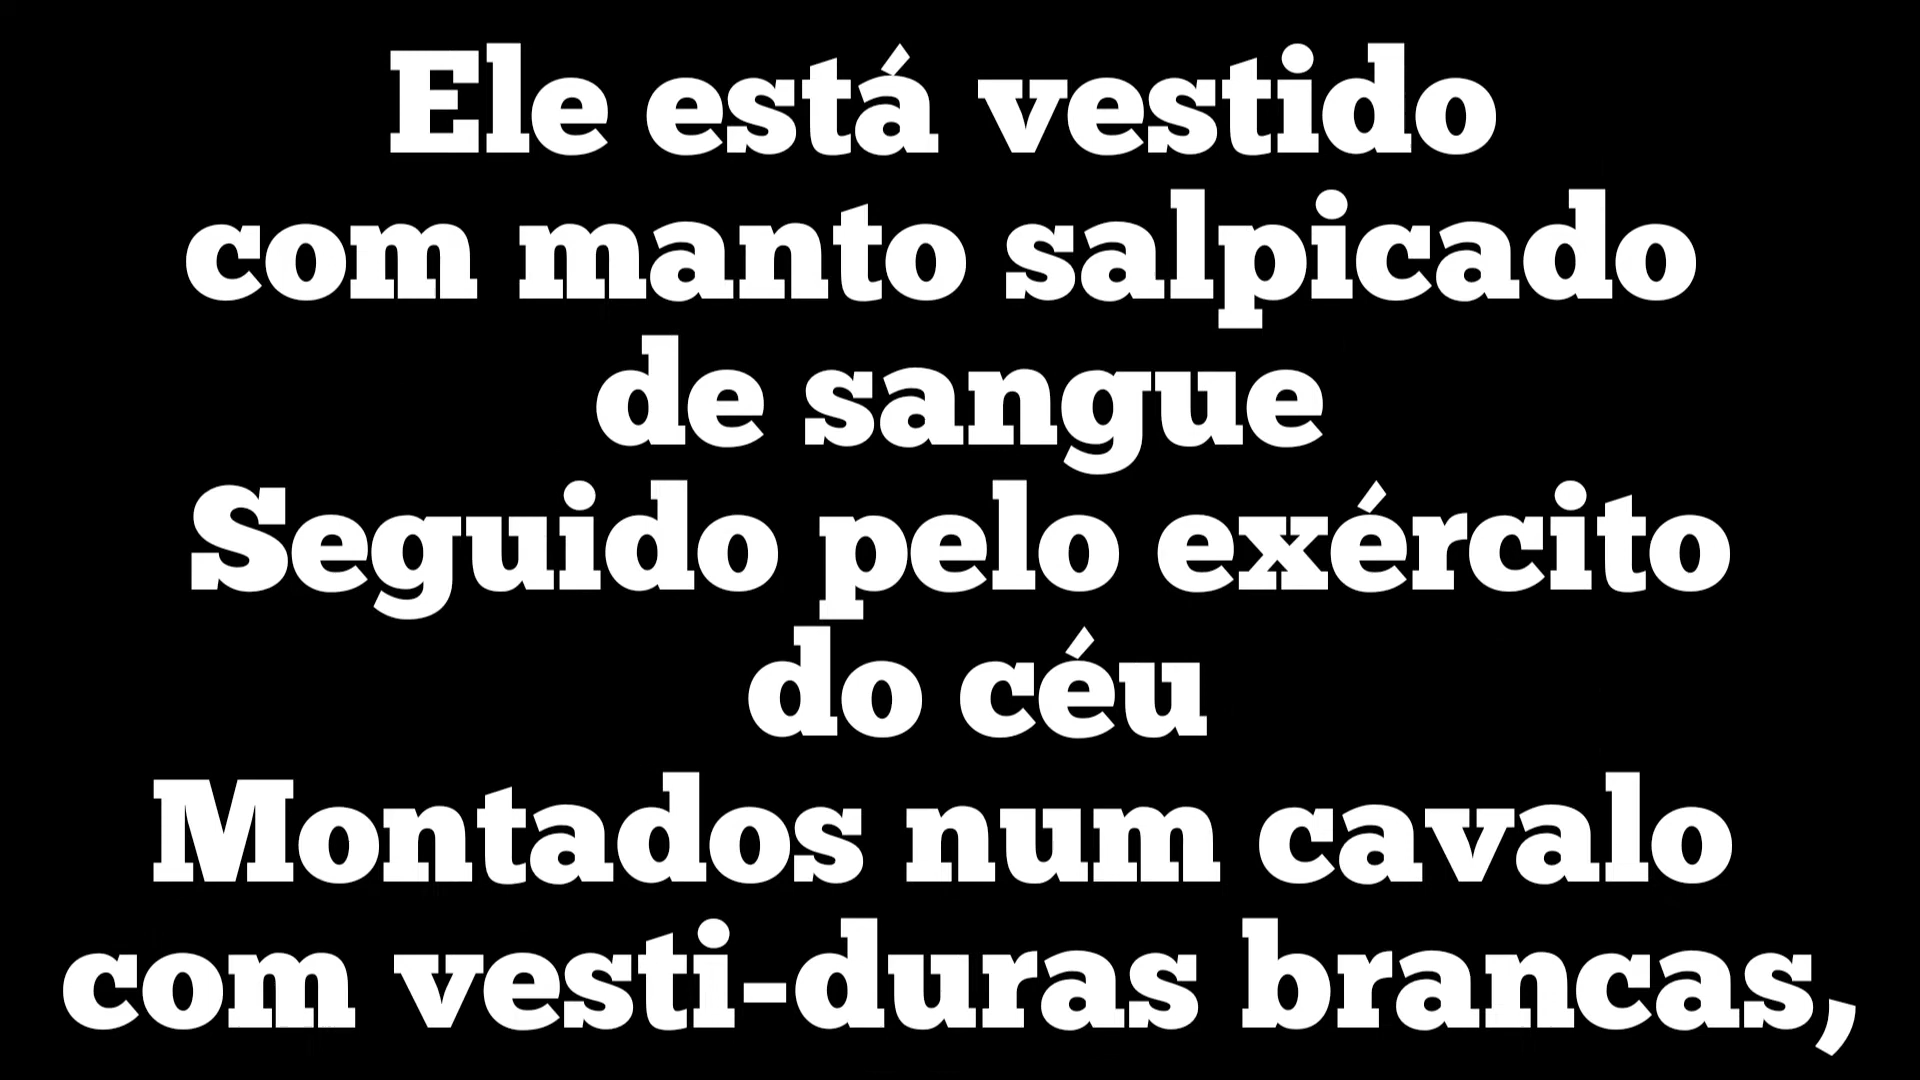 Ele está vestido
com manto salpicado
de sangue
Seguido pelo exército
do céu
Montados num cavalo
com vesti-duras brancas,